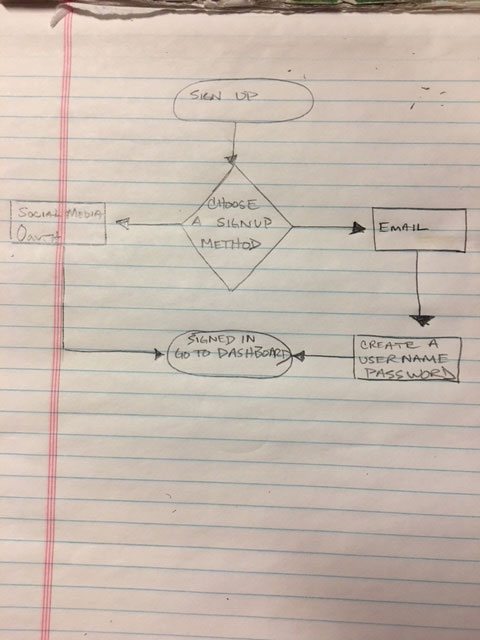 SIGN UP
CHOOSE
A SIGNUP
METHOD
SOCIAL MEDIA
Oauth
EMAIL
SIGNED IN
GO TO DASHBOARD
CREATE A
USERNAME
PASSWORD